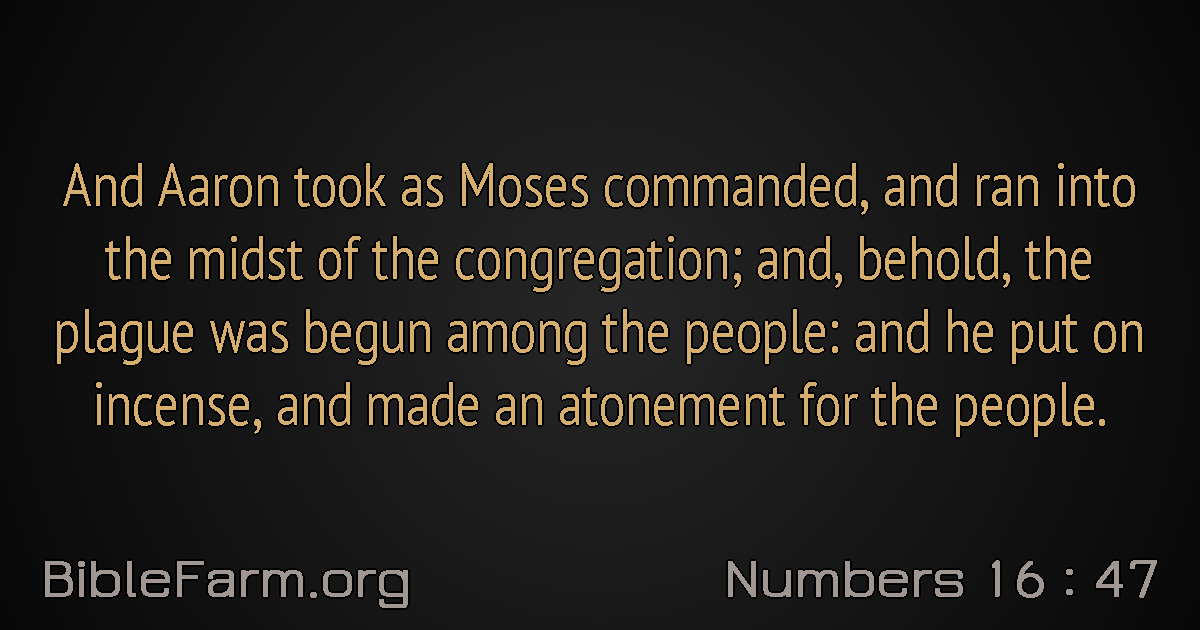 And Aaron took as Moses commanded, and ran into
the midst of the congregation; and, behold, the
plague was begun among the people: and he put on
incense, and made an atonement for the people.
BibleFarm.org
Numbers 16 : 47